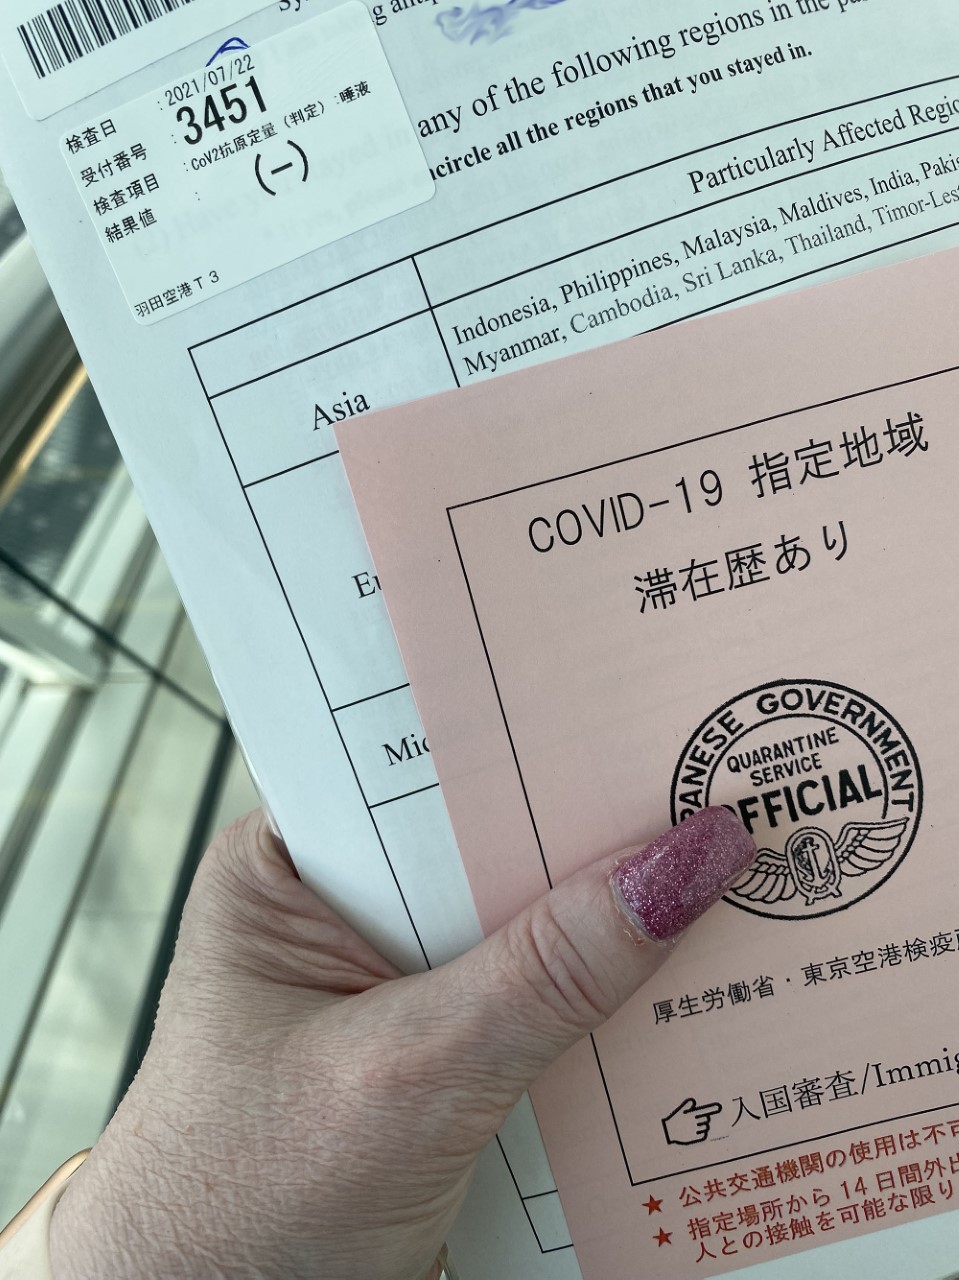 any of the following regions in the
ncircle all the regions that you stayed in.
検査日 : 2021/07/22
受付番号 : 3451
検査項目 : CoV2抗原定量（判定）:唾液
結果値 : (-)
羽田空港T3
Particularly Affected
Indonesia, Philippines, Malaysia, Maldives, India,
Myanmar, Cambodia, Sri Lanka, Thailand,
Asia
COVID-19 指定地域
滞在歴あり
GOVERNMENT
QUARANTINE
SERVICE
OFFICIAL
厚生労働省・東京空港検疫所
入国審査/Immig
★ 公共交通機関の使用は不可
★ 指定場所から14日間外出
人との接触を可能な限り